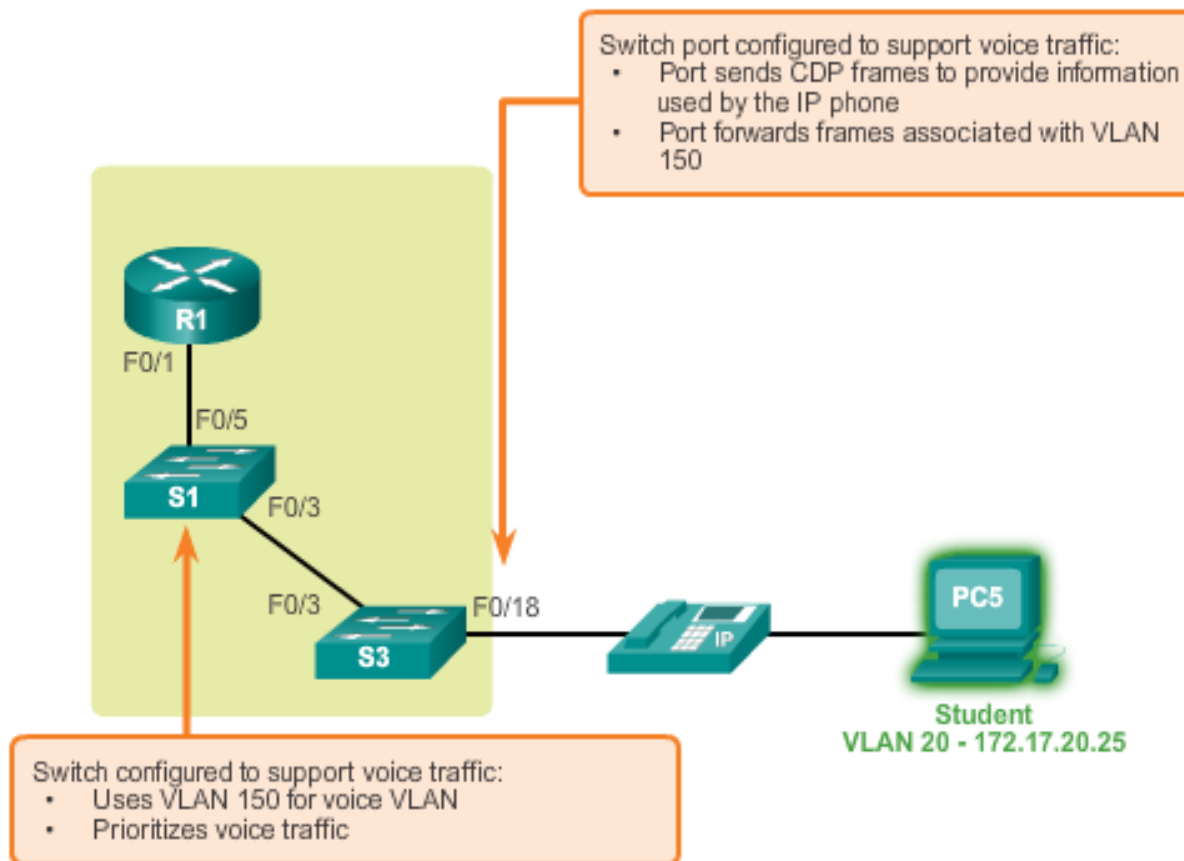 Switch port configured to support voice traffic:
• Port sends CDP frames to provide information
used by the IP phone
• Port forwards frames associated with VLAN
150
R1
F0/1
F0/5
S1
F0/3
F0/3
F0/18
S3
IP
PC5
Student
VLAN 20 - 172.17.20.25
Switch configured to support voice traffic:
• Uses VLAN 150 for voice VLAN
• Prioritizes voice traffic